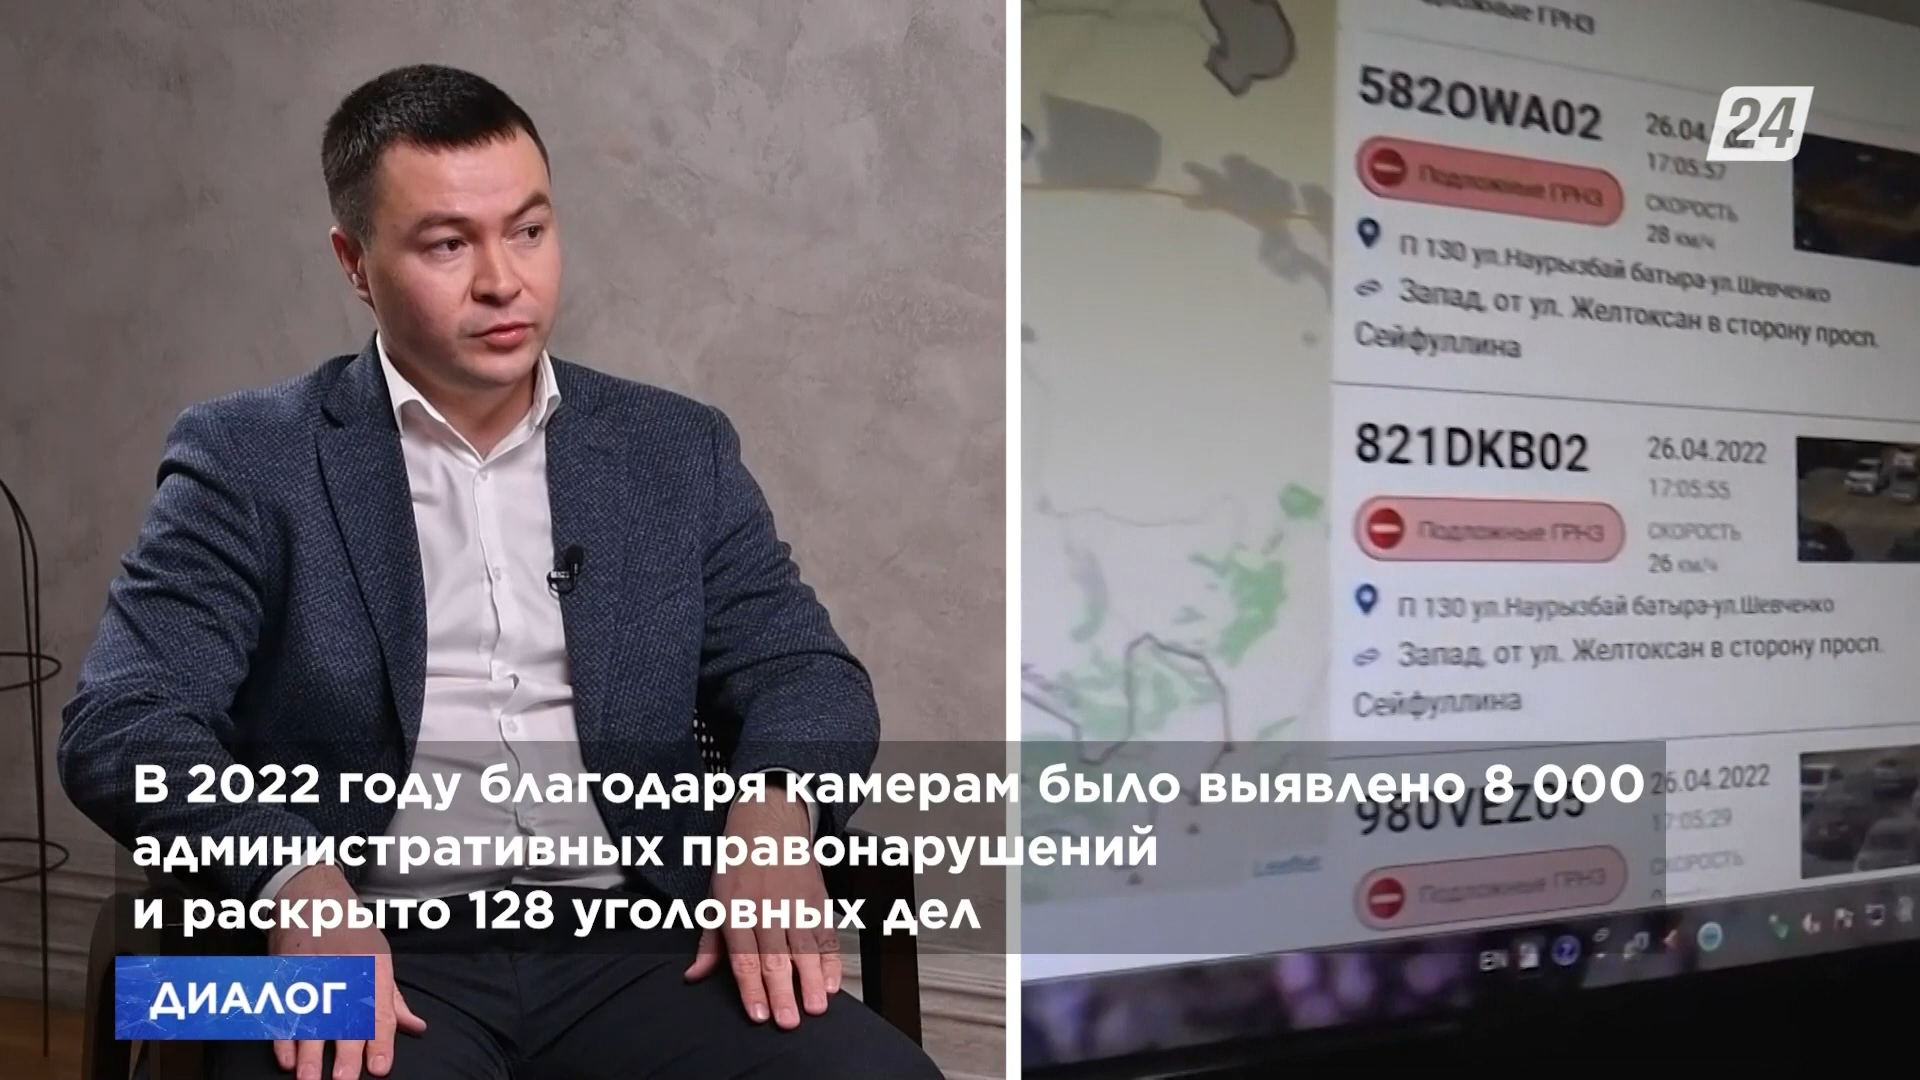 ГРНЗ
582OWA02
26.04.
24
17:05:57
Подложные ГРНЗ
СКОРОСТЬ
28 км/ч
П 130 ул.Наурызбай батыра-ул.Шевченко
Запад, от ул. Желтоксан в сторону просп.
Сейфуллина
821DKB02
26.04.2022
17:05:55
Подложные ГРНЗ
СКОРОСТЬ
26 км/ч
П 130 ул.Наурызбай батыра-ул.Шевченко
Запад, от ул. Желтоксан в сторону просп.
Сейфуллина
980VEZ05
26.04.2022
17:05:29
Подложные ГРНЗ
СКОРОСТЬ
EN
В 2022 году благодаря камерам было выявлено 8 000
административных правонарушений
и раскрыто 128 уголовных дел
ДИАЛОГ